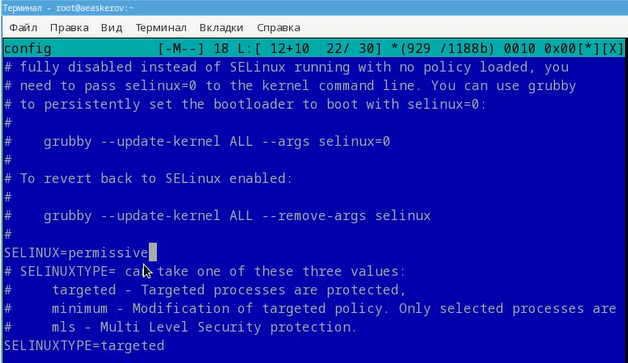 Терминал - root@aeaskerov:~
Файл Правка Вид Терминал Вкладки Справка
config [-M--] 18 L:[ 12+10 22/ 30] *(929 /1188b) 0010 0x00[*][X]
# fully disabled instead of SELinux running with no policy loaded, you
# need to pass selinux=0 to the kernel command line. You can use grubby
# to persistently set the bootloader to boot with selinux=0:
#
# grubby --update-kernel ALL --args selinux=0
#
# To revert back to SELinux enabled:
#
# grubby --update-kernel ALL --remove-args selinux
#
SELINUX=permissive
# SELINUXTYPE= can take one of these three values:
# targeted - Targeted processes are protected,
# minimum - Modification of targeted policy. Only selected processes are
# mls - Multi Level Security protection.
SELINUXTYPE=targeted